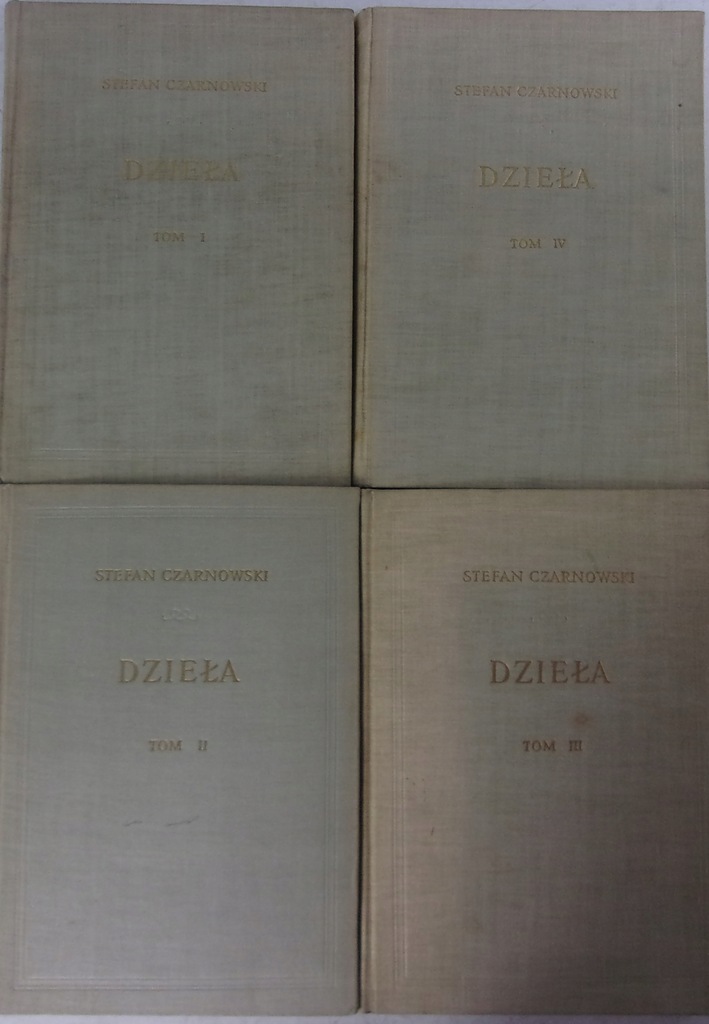 STEFAN CZARNOWSKI
DZIEŁA
TOM I
STEFAN CZARNOWSKI
DZIEŁA
TOM IV
STEFAN CZARNOWSKI
DZIEŁA
TOM II
STEFAN CZARNOWSKI
DZIEŁA
TOM III